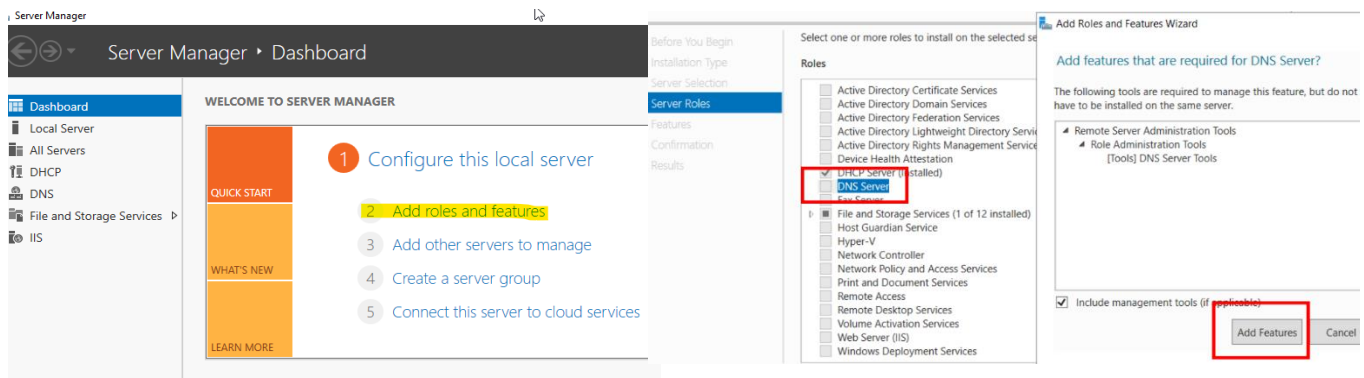 Server Manager
Server Manager • Dashboard
Dashboard
Local Server
All Servers
DHCP
DNS
File and Storage Services
IIS
WELCOME TO SERVER MANAGER
QUICK START
WHAT'S NEW
LEARN MORE
1 Configure this local server
2 Add roles and features
3 Add other servers to manage
4 Create a server group
5 Connect this server to cloud services
Before You Begin
Installation Type
Server Selection
Server Roles
Features
Confirmation
Results
Select one or more roles to install on the selected se
Roles
Active Directory Certificate Services
Active Directory Domain Services
Active Directory Federation Services
Active Directory Lightweight Directory Servi
Active Directory Rights Management Service
Device Health Attestation
DHCP Server (Installed)
DNS Server
Fax Server
File and Storage Services (1 of 12 installed)
Host Guardian Service
Hyper-V
Network Controller
Network Policy and Access Services
Print and Document Services
Remote Access
Remote Desktop Services
Volume Activation Services
Web Server (IIS)
Windows Deployment Services
Add Roles and Features Wizard
Add features that are required for DNS Server?
The following tools are required to manage this feature, but do not
have to be installed on the same server.
Remote Server Administration Tools
Role Administration Tools
[Tools] DNS Server Tools
Include management tools (if applicable)
Add Features
Cancel